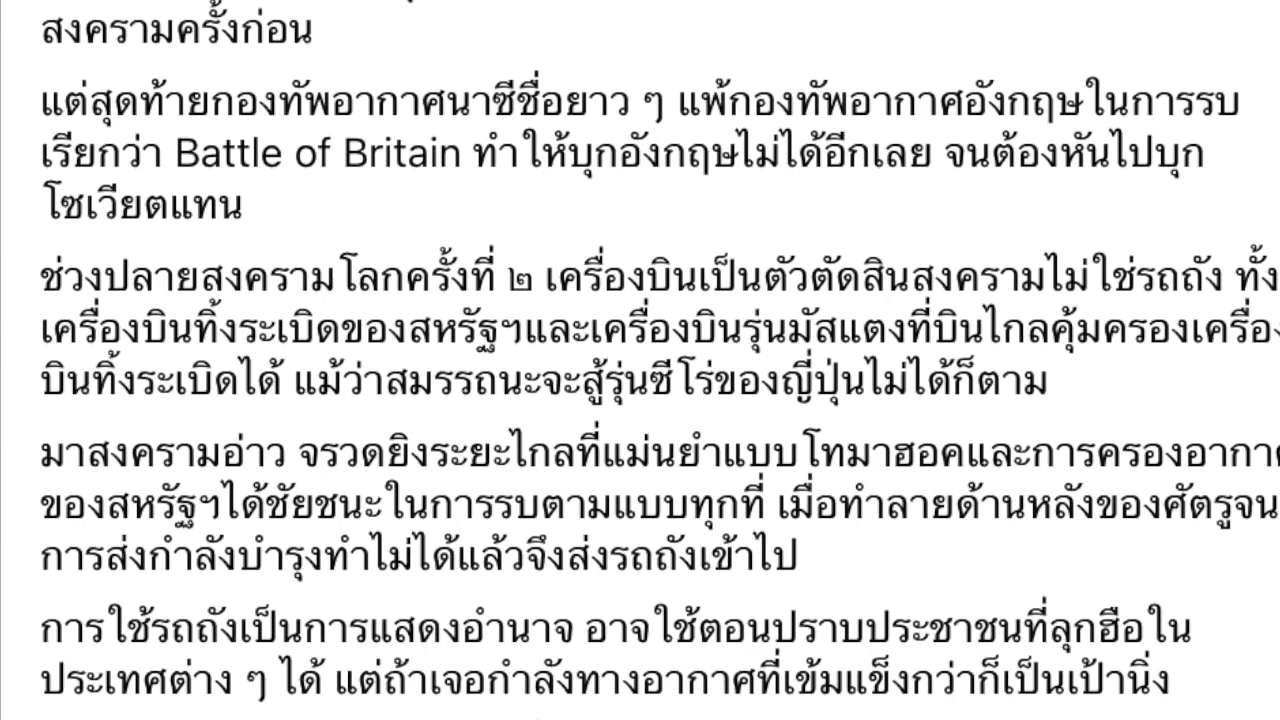 สงครามครั้งก่อน
แต่สุดท้ายกองทัพอากาศนาซีชื่อยาว ๆ แพ้กองทัพอากาศอังกฤษในการรบ
เรียกว่า Battle of Britain ทำให้บุกอังกฤษไม่ได้อีกเลย จนต้องหันไปบุก
โซเวียตแทน
ช่วงปลายสงครามโลกครั้งที่ ๒ เครื่องบินเป็นตัวตัดสินสงครามไม่ใช่รถถัง ทั้ง
เครื่องบินทิ้งระเบิดของสหรัฐฯและเครื่องบินรุ่นมัสแตงที่บินไกลคุ้มครองเครื่อง
บินทิ้งระเบิดได้ แม้ว่าสมรรถนะจะสู้รุ่นซีโร่ของญี่ปุ่นไม่ได้ก็ตาม
มาสงครามอ่าว จรวดยิงระยะไกลที่แม่นยำแบบโทมาฮอคและการครองอากาศ
ของสหรัฐฯได้ชัยชนะในการรบตามแบบทุกที่ เมื่อทำลายด้านหลังของศัตรูจน
การส่งกำลังบำรุงทำไม่ได้แล้วจึงส่งรถถังเข้าไป
การใช้รถถังเป็นการแสดงอำนาจ อาจใช้ตอนปราบประชาชนที่ลุกฮือใน
ประเทศต่าง ๆ ได้ แต่ถ้าเจอกำลังทางอากาศที่เข้มแข็งกว่าก็เป็นเป้านิ่ง